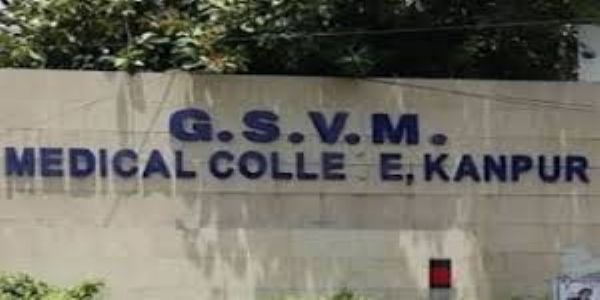 G.S.V.M.
MEDICAL COLLE E, KANPUR